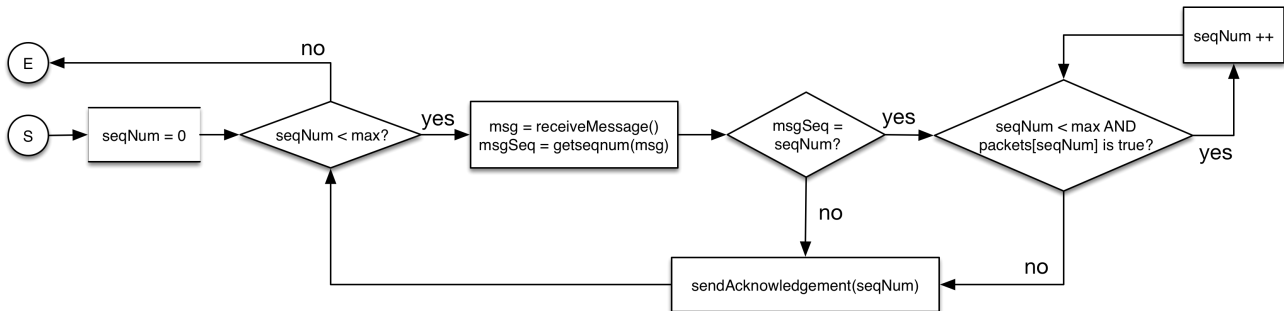 E
no
S
seqNum = 0
seqNum < max?
yes
msg = receiveMessage()
msgSeq = getseqnum(msg)
msgSeq =
seqNum?
yes
no
seqNum < max AND
packets[seqNum] is true?
yes
seqNum ++
no
sendAcknowledgement(seqNum)